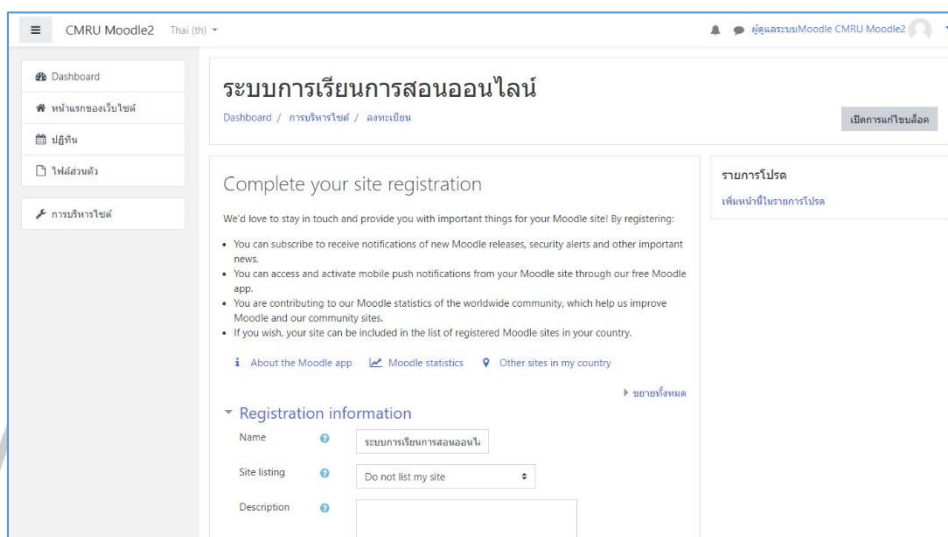 CMRU Moodle2 Thai (th)
ผู้ดูแลระบบMoodle CMRU Moodle2
Dashboard
หน้าแรกของเว็บไซต์
ปฏิทิน
ไฟล์ส่วนตัว
การบริหารไซต์
ระบบการเรียนการสอนออนไลน์
Dashboard / การบริหารไซต์ / ลงทะเบียน
เปิดการแก้ไขบล็อค
Complete your site registration
We'd love to stay in touch and provide you with important things for your Moodle site! By registering:
• You can subscribe to receive notifications of new Moodle releases, security alerts and other important
news.
• You can access and activate mobile push notifications from your Moodle site through our free Moodle
app.
• You are contributing to our Moodle statistics of the worldwide community, which help us improve
Moodle and our community sites.
• If you wish, your site can be included in the list of registered Moodle sites in your country.
About the Moodle app Moodle statistics Other sites in my country
ขยายทั้งหมด
Registration information
Name ระบบการเรียนการสอนออนไล
Site listing Do not list my site
Description
รายการโปรด
เพิ่มหน้านี้ในรายการโปรด